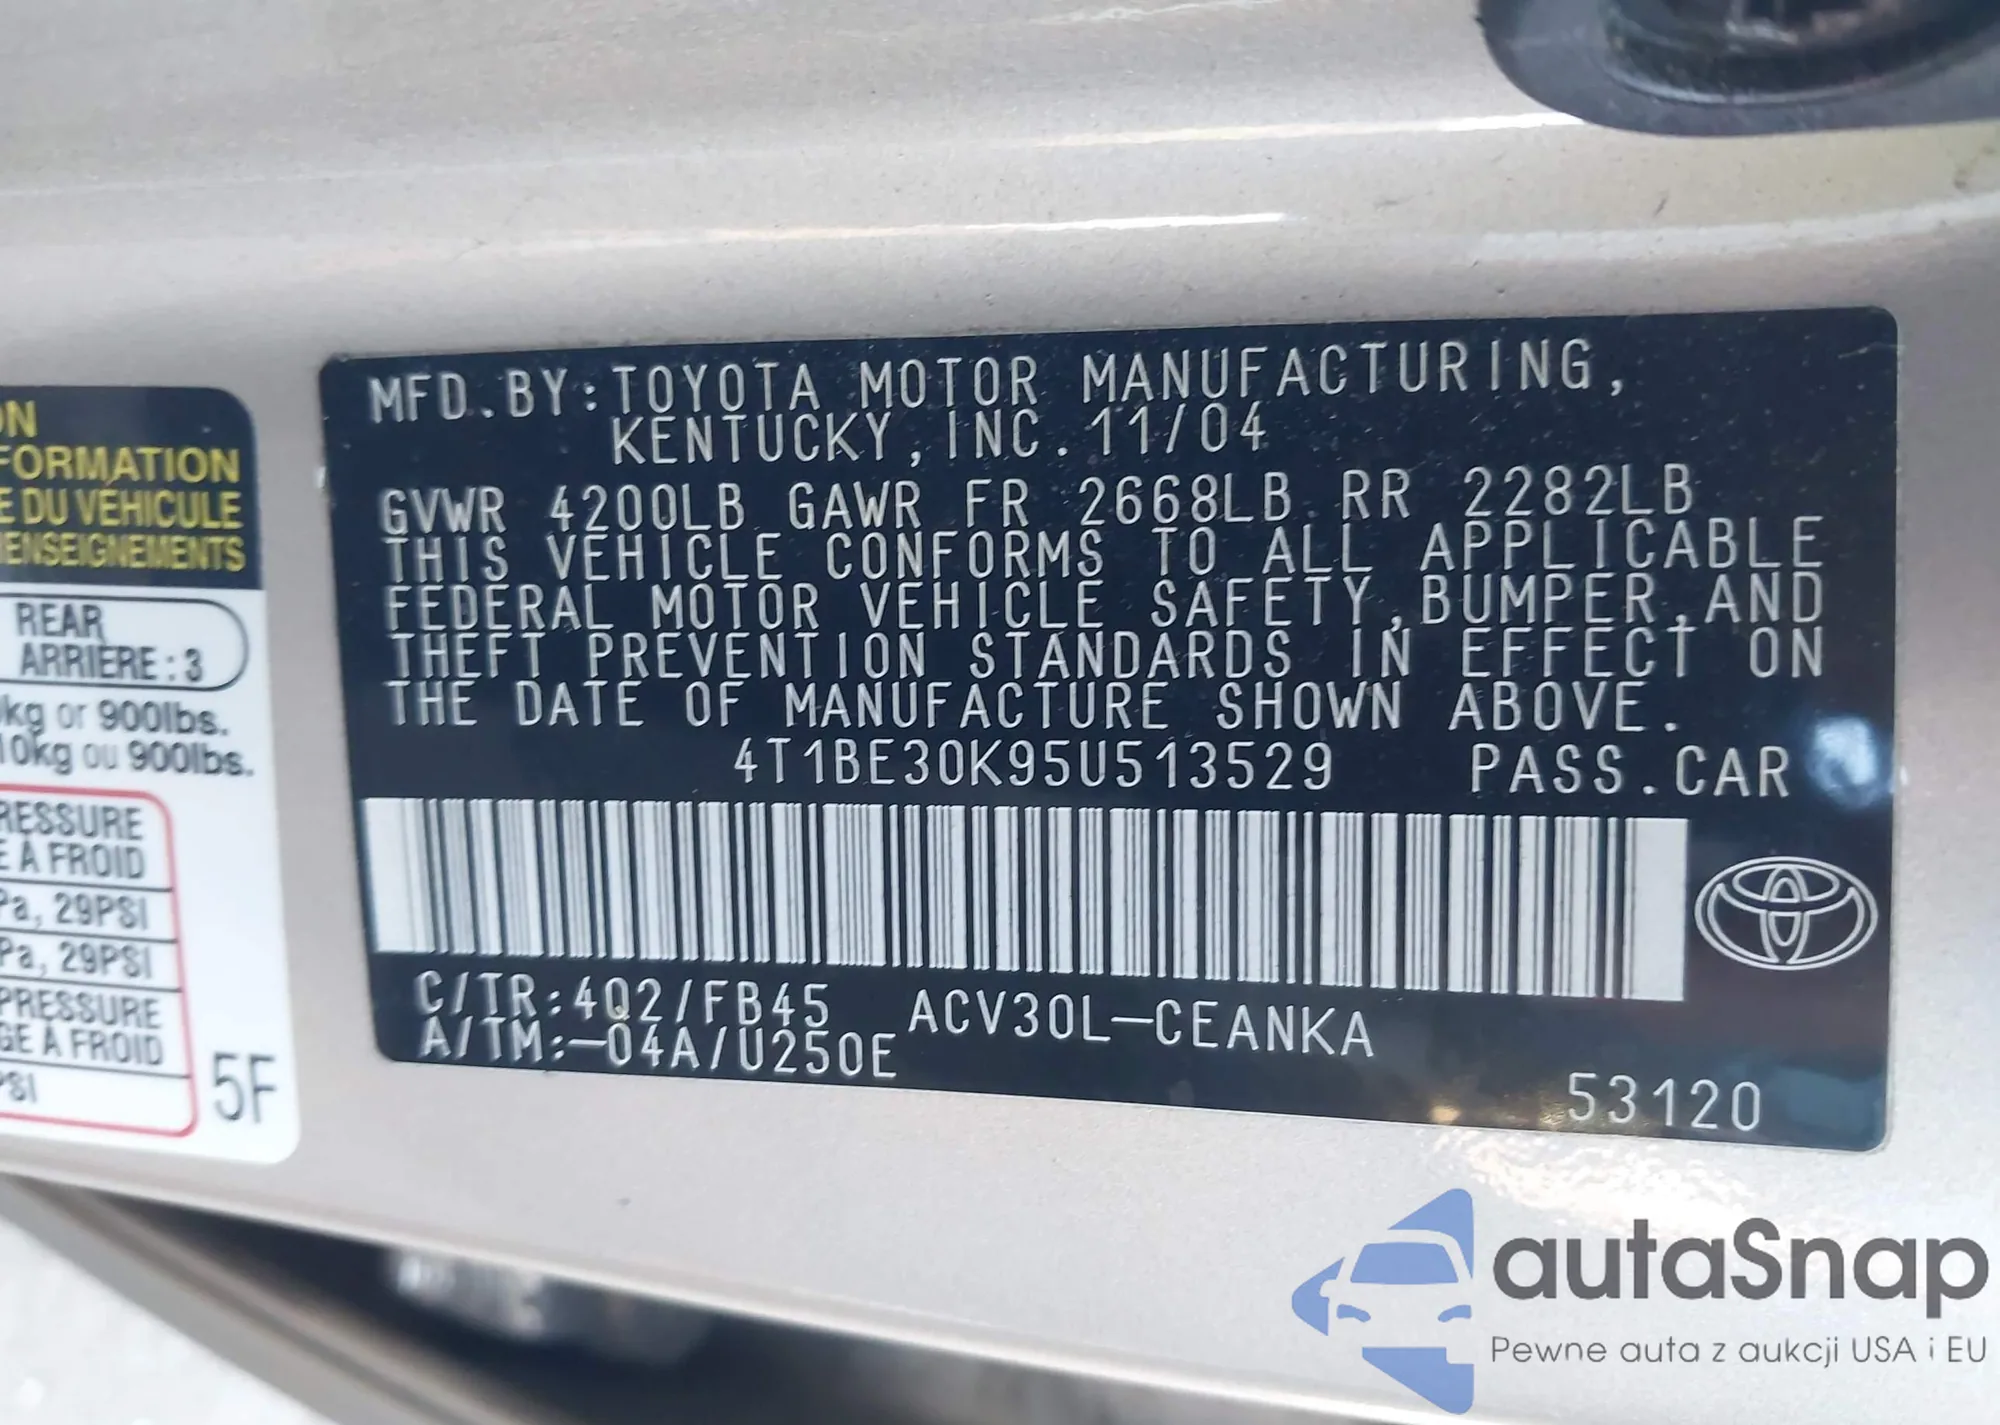 ON
FORMATION
E DU VÉHICULE
ENSEIGNEMENTS
REAR
ARRIÈRE : 3
kg or 900lbs.
10kg ou 900lbs.
RESSURE
E À FROID
Pa, 29PSI
Pa, 29PSI
PRESSURE
GE À FROID
PSI
5F
MFD.BY:TOYOTA MOTOR MANUFACTURING,
KENTUCKY,INC.11/04
GVWR 4200LB GAWR FR 2668LB RR 2282LB
THIS VEHICLE CONFORMS TO ALL APPLICABLE
FEDERAL MOTOR VEHICLE SAFETY,BUMPER,AND
THEFT PREVENTION STANDARDS IN EFFECT ON
THE DATE OF MANUFACTURE SHOWN ABOVE.
4T1BE30K95U513529 PASS.CAR
C/TR:4Q2/FB45 ACV30L-CEANKA
A/TM:-04A/U250E
53120
autaSnap
Pewne auta z aukcji USA i EU